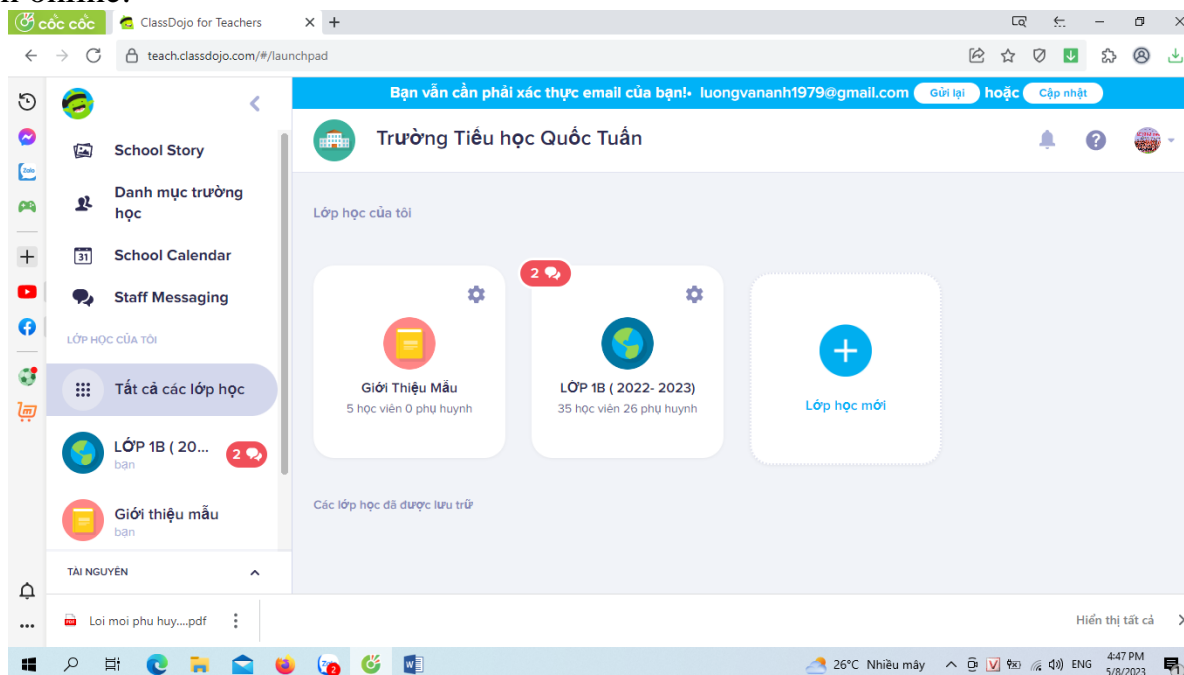 online.
cốc cốc
ClassDojo for Teachers
teach.classdojo.com/#/launchpad
Bạn vẫn cần phải xác thực email của bạn!• luongvananh1979@gmail.com Gửi lại hoặc Cập nhật
Trường Tiểu học Quốc Tuấn
School Story
Danh mục trường
học
31 School Calendar
Staff Messaging
LỚP HỌC CỦA TÔI
Tất cả các lớp học
LỚP 1B ( 20... 2
bạn
Giới thiệu mẫu
bạn
TÀI NGUYÊN
Zalo
Lớp học của tôi
Giới Thiệu Mẫu
5 học viên 0 phụ huynh
2
LỚP 1B ( 2022- 2023)
35 học viên 26 phụ huynh
Lớp học mới
Các lớp học đã được lưu trữ
PDF Loi moi phu huy....pdf
Hiển thị tất cả
26°C Nhiều mây
ENG
4:47 PM
5/8/2023